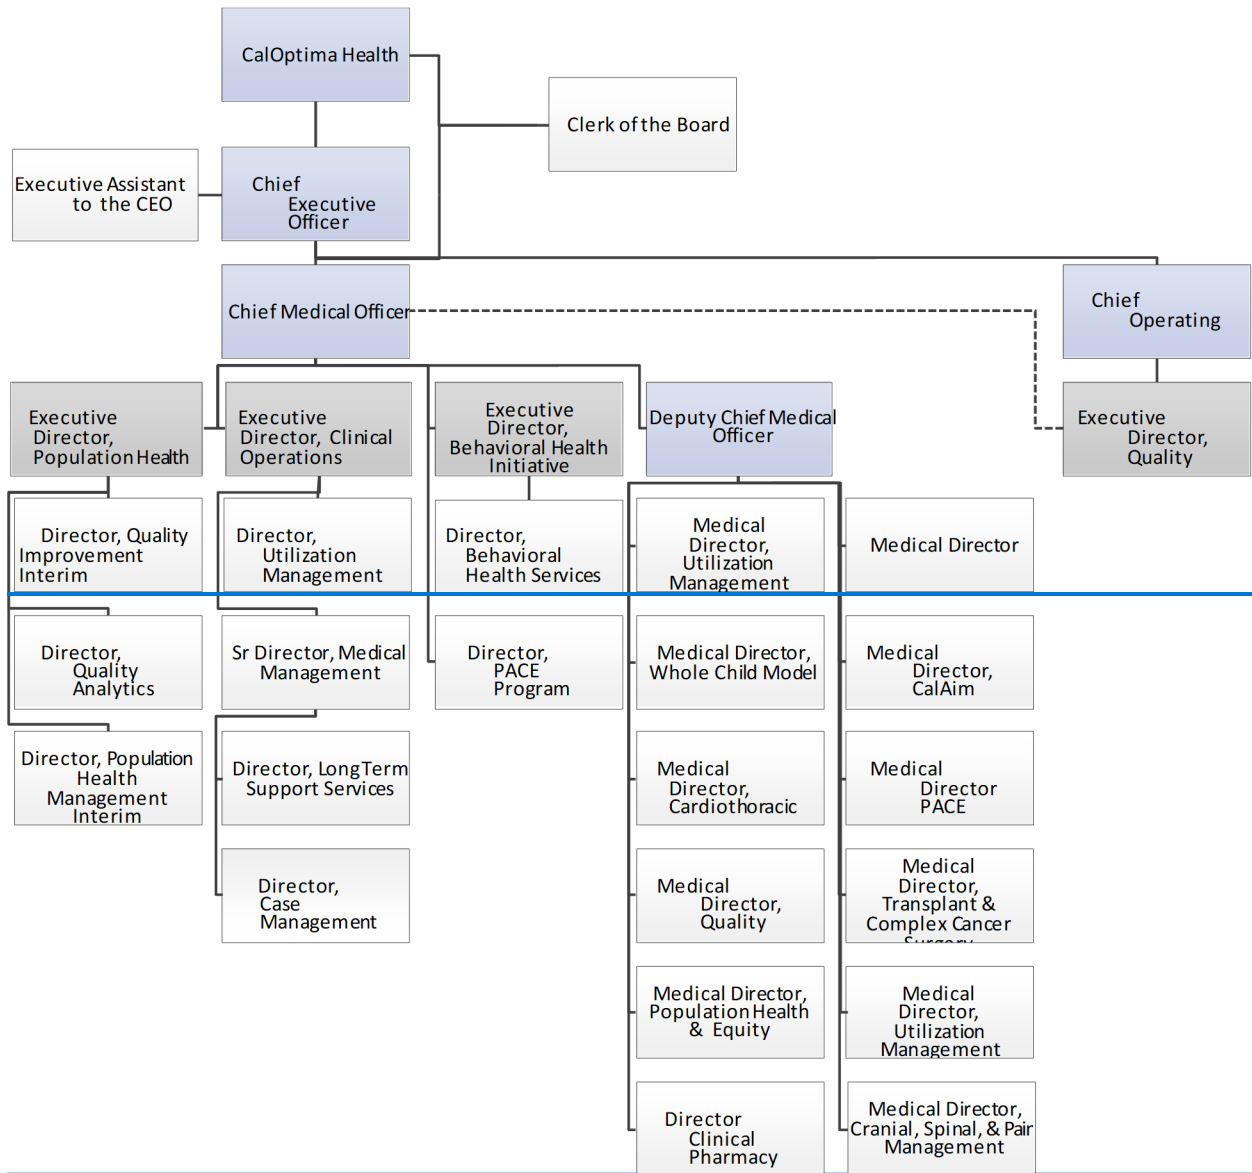 CalOptima Health
Clerk of the Board
Executive Assistant
to the CEO
Chief
Executive
Officer
Chief Medical Officer
Chief
Operating
Executive
Director,
Population Health
Executive
Director, Clinical
Operations
Executive
Director,
Behavioral Health
Initiative
Deputy Chief Medical
Officer
Executive
Director,
Quality
Director, Quality
Improvement
Interim
Director,
Utilization
Management
Director,
Behavioral
Health Services
Medical
Director,
Utilization
Management
Medical Director
Director,
Quality
Analytics
Sr Director, Medical
Management
Director,
PACE
Program
Medical Director,
Whole Child Model
Medical
Director,
CalAim
Director, Population
Health
Management
Interim
Director, Long Term
Support Services
Medical
Director,
Cardiothoracic
Medical
Director
PACE
Director,
Case
Management
Medical
Director,
Quality
Medical
Director,
Transplant &
Complex Cancer
Surgery
Medical Director,
Population Health
& Equity
Medical
Director,
Utilization
Management
Director
Clinical
Pharmacy
Medical Director,
Cranial, Spinal, & Pair
Management